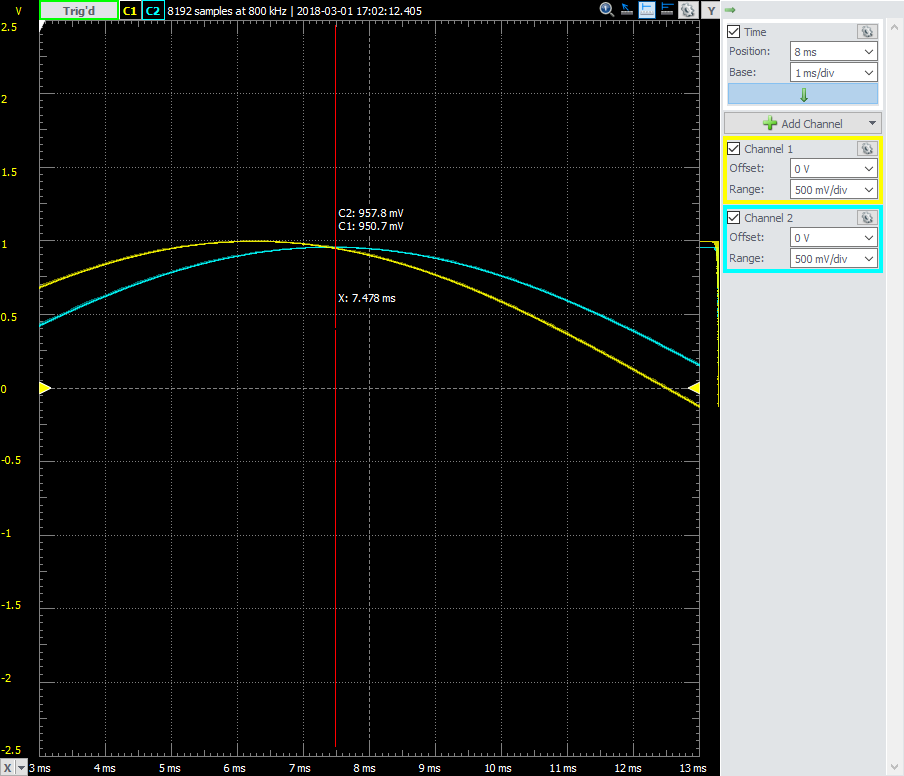 V Trig'd C1 C2 8192 samples at 800 kHz | 2018-03-01 17:02:12.405 Y
2.5
2
1.5
1
0.5
0
-0.5
-1
-1.5
-2
-2.5
C2: 957.8 mV
C1: 950.7 mV
X: 7.478 ms
X 3 ms 4 ms 5 ms 6 ms 7 ms 8 ms 9 ms 10 ms 11 ms 12 ms 13 ms
Time
Position: 8 ms
Base: 1 ms/div
Add Channel
Channel 1
Offset: 0 V
Range: 500 mV/div
Channel 2
Offset: 0 V
Range: 500 mV/div